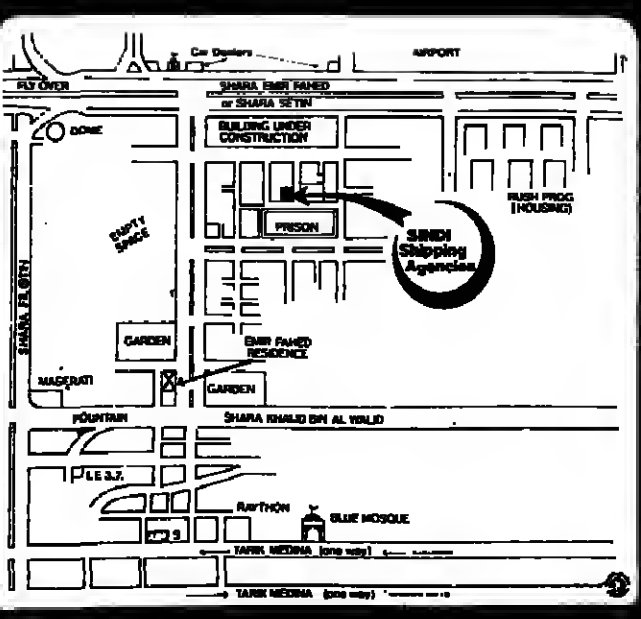 Car Dealers
AIRPORT
FLY OVER
SHARA EMIR FAHED
or SHARA SETIN
DOME
BUILDING UNDER
CONSTRUCTION
RUSH PROG
(HOUSING)
EMPTY
SPACE
PRISON
SINDI
Shipping
Agencies
GARDEN
EMIR FAHED
RESIDENCE
MASERATI
GARDEN
FOUNTAIN
SHARA KHALID BIN AL WALID
RAYTHON
BLUE MOSQUE
TARIK MEDINA (one way)
TARIK MEDINA (one way)